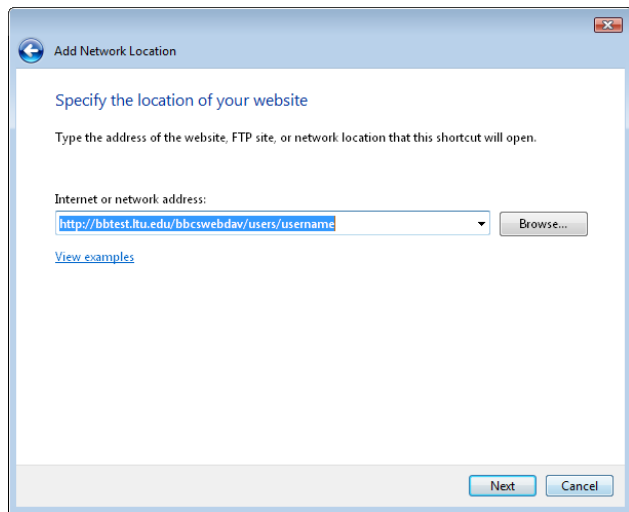 Add Network Location
Specify the location of your website
Type the address of the website, FTP site, or network location that this shortcut will open.
Internet or network address:
http://bbtest.ltu.edu/bbcswebdav/users/username
Browse...
View examples
Next
Cancel